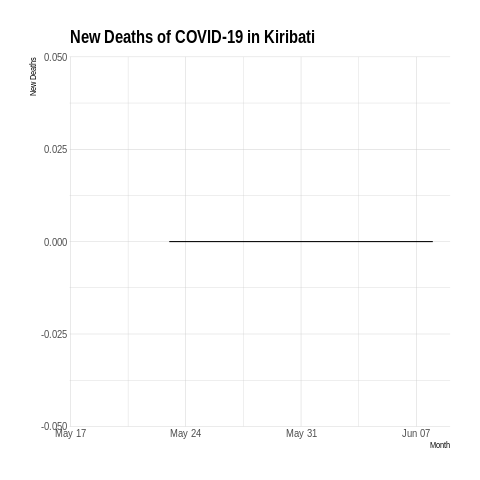 New Deaths of COVID-19 in Kiribati
New Deaths
0.050
0.025
0.000
-0.025
-0.050
May 17 May 24 May 31 Jun 07
Month